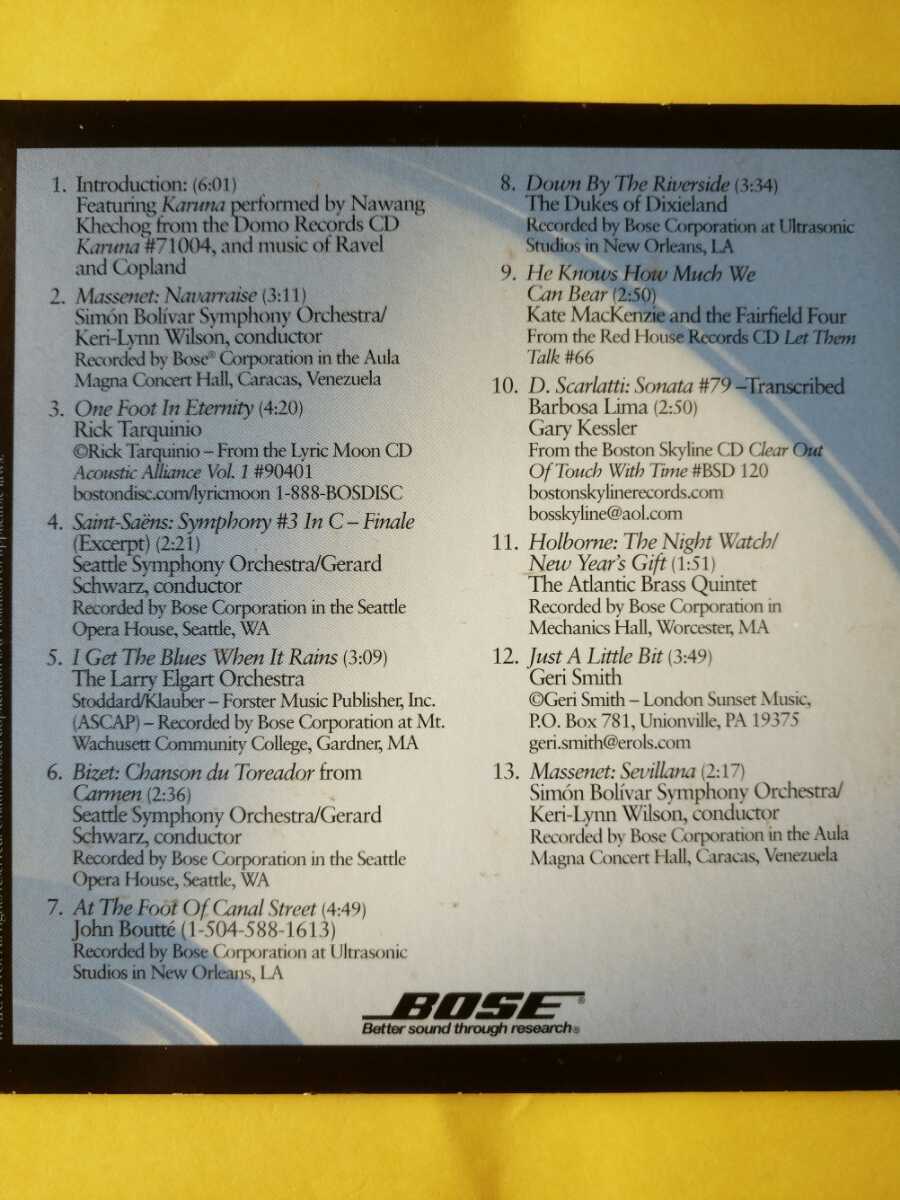 1. Introduction: (6:01)
Featuring Karuna performed by Nawang
Khechog from the Domo Records CD
Karuna #71004, and music of Ravel
and Copland
2. Massenet: Navarraise (3:11)
Simón Bolívar Symphony Orchestra/
Keri-Lynn Wilson, conductor
Recorded by Bose® Corporation in the Aula
Magna Concert Hall, Caracas, Venezuela
3. One Foot In Eternity (4:20)
Rick Tarquinio
©Rick Tarquinio – From the Lyric Moon CD
Acoustic Alliance Vol. 1 #90401
bostondisc.com/lyricmoon 1-888-BOSDISC
4. Saint-Saëns: Symphony #3 In C – Finale
(Excerpt) (2:21)
Seattle Symphony Orchestra/Gerard
Schwarz, conductor
Recorded by Bose Corporation in the Seattle
Opera House, Seattle, WA
5. I Get The Blues When It Rains (3:09)
The Larry Elgart Orchestra
Stoddard/Klauber – Forster Music Publisher, Inc.
(ASCAP) – Recorded by Bose Corporation at Mt.
Wachusett Community College, Gardner, MA
6. Bizet: Chanson du Toreador from
Carmen (2:36)
Seattle Symphony Orchestra/Gerard
Schwarz, conductor
Recorded by Bose Corporation in the Seattle
Opera House, Seattle, WA
7. At The Foot Of Canal Street (4:49)
John Boutté (1-504-588-1613)
Recorded by Bose Corporation at Ultrasonic
Studios in New Orleans, LA
8. Down By The Riverside (3:34)
The Dukes of Dixieland
Recorded by Bose Corporation at Ultrasonic
Studios in New Orleans, LA
9. He Knows How Much We
Can Bear (2:50)
Kate MacKenzie and the Fairfield Four
From the Red House Records CD Let Them
Talk #66
10. D. Scarlatti: Sonata #79 –Transcribed
Barbosa Lima (2:50)
Gary Kessler
From the Boston Skyline CD Clear Out
Of Touch With Time #BSD 120
bostonskylinerecords.com
bosskyline@aol.com
11. Holborne: The Night Watch/
New Year's Gift (1:51)
The Atlantic Brass Quintet
Recorded by Bose Corporation in
Mechanics Hall, Worcester, MA
12. Just A Little Bit (3:49)
Geri Smith
©Geri Smith – London Sunset Music,
P.O. Box 781, Unionville, PA 19375
geri.smith@erols.com
13. Massenet: Sevillana (2:17)
Simón Bolívar Symphony Orchestra/
Keri-Lynn Wilson, conductor
Recorded by Bose Corporation in the Aula
Magna Concert Hall, Caracas, Venezuela
BOSE®
Better sound through research®